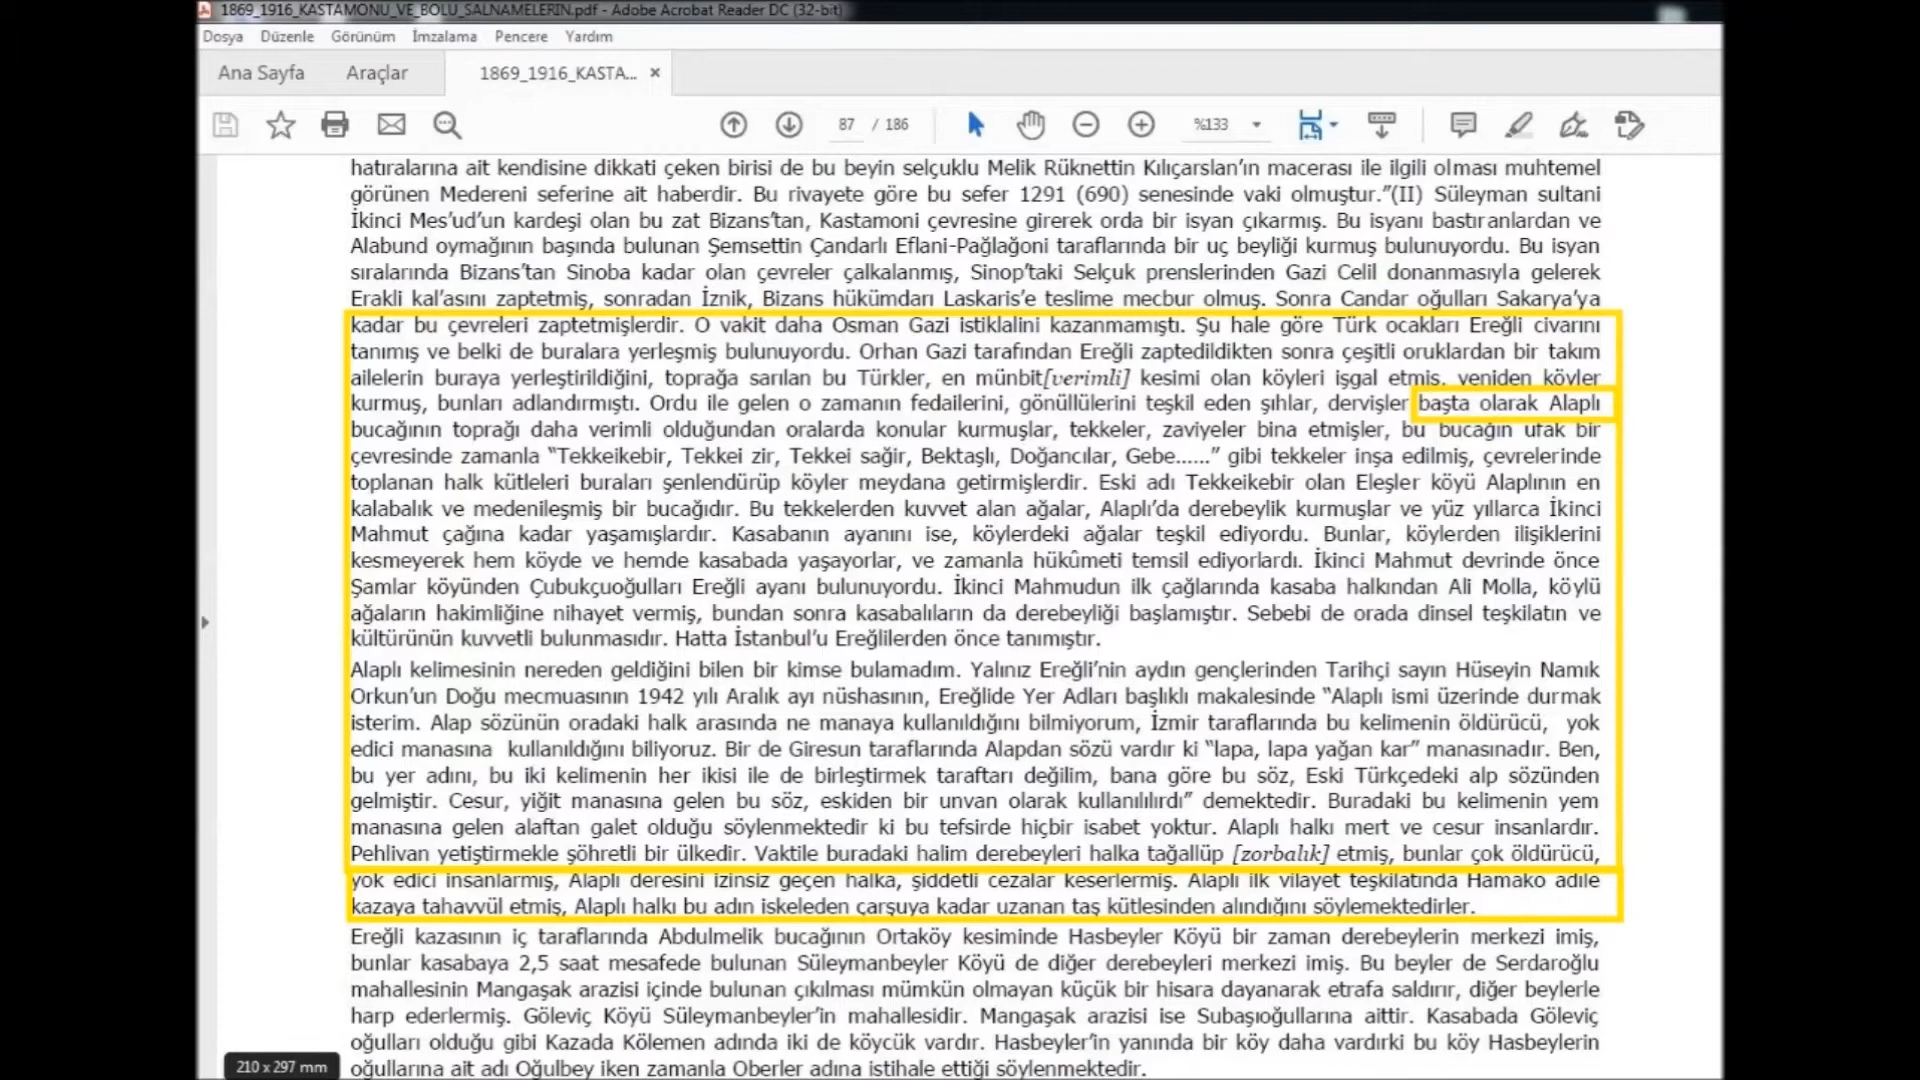 1869_1916_KASTAMONU_VE_BOLU_SALNAMELERIN.pdf - Adobe Acrobat Reader DC (32-bit)
Dosya Düzenle Görünüm İmzalama Pencere Yardım
Ana Sayfa Araçlar 1869_1916_KASTA... ×
87 / 186 %133
hatıralarına ait kendisine dikkati çeken birisi de bu beyin selçuklu Melik Rüknettin Kılıçarslan’ın macerası ile ilgili olması muhtemel
görünen Medereni seferine ait haberdir. Bu rivayete göre bu sefer 1291 (690) senesinde vaki olmuştur.”(II) Süleyman sultani
İkinci Mes’ud’un kardeşi olan bu zat Bizans’tan, Kastamoni çevresine girerek orda bir isyan çıkarmış. Bu isyanı bastıranlardan ve
Alabund oymağının başında bulunan Şemsettin Çandarlı Eflani-Pağlağoni taraflarında bir uç beyliği kurmuş bulunuyordu. Bu isyan
sıralarında Bizans’tan Sinoba kadar olan çevreler çalkalanmış, Sinop’taki Selçuk prenslerinden Gazi Celil donanmasıyla gelerek
Erakli kal’asını zaptetmiş, sonradan İznik, Bizans hükümdarı Laskaris’e teslime mecbur olmuş. Sonra Candar oğulları Sakarya’ya
kadar bu çevreleri zaptetmişlerdir. O vakit daha Osman Gazi istiklalini kazanmamıştı. Şu hale göre Türk ocakları Ereğli civarını
tanımış ve belki de buralara yerleşmiş bulunuyordu. Orhan Gazi tarafından Ereğli zaptedildikten sonra çeşitli oruklardan bir takım
ailelerin buraya yerleştirildiğini, toprağa sarılan bu Türkler, en münbit[verimli] kesimi olan köyleri işgal etmiş, yeniden köyler
kurmuş, bunları adlandırmıştı. Ordu ile gelen o zamanın fedailerini, gönüllülerini teşkil eden şıhlar, dervişler başta olarak Alaplı
bucağının toprağı daha verimli olduğundan oralarda konular kurmuşlar, tekkeler, zaviyeler bina etmişler, bu bucağın ufak bir
çevresinde zamanla “Tekkeikebir, Tekkei zir, Tekkei sağir, Bektaşlı, Doğancılar, Gebe......” gibi tekkeler inşa edilmiş, çevrelerinde
toplanan halk kütleleri buraları şenlendürüp köyler meydana getirmişlerdir. Eski adı Tekkeikebir olan Eleşler köyü Alaplının en
kalabalık ve medenileşmiş bir bucağıdır. Bu tekkelerden kuvvet alan ağalar, Alaplı’da derebeylik kurmuşlar ve yüz yıllarca İkinci
Mahmut çağına kadar yaşamışlardır. Kasabanın ayanını ise, köylerdeki ağalar teşkil ediyordu. Bunlar, köylerden ilişiklerini
kesmeyerek hem köyde ve hemde kasabada yaşayorlar, ve zamanla hükûmeti temsil ediyorlardı. İkinci Mahmut devrinde önce
Şamlar köyünden Çubukçuoğulları Ereğli ayanı bulunuyordu. İkinci Mahmudun ilk çağlarında kasaba halkından Ali Molla, köylü
ağaların hakimliğine nihayet vermiş, bundan sonra kasabalıların da derebeyliği başlamıştır. Sebebi de orada dinsel teşkilatın ve
kültürünün kuvvetli bulunmasıdır. Hatta İstanbul’u Ereğlilerden önce tanımıştır.
Alaplı kelimesinin nereden geldiğini bilen bir kimse bulamadım. Yalınız Ereğli’nin aydın gençlerinden Tarihçi sayın Hüseyin Namık
Orkun’un Doğu mecmuasının 1942 yılı Aralık ayı nüshasının, Ereğlide Yer Adları başlıklı makalesinde “Alaplı ismi üzerinde durmak
isterim. Alap sözünün oradaki halk arasında ne manaya kullanıldığını bilmiyorum, İzmir taraflarında bu kelimenin öldürücü, yok
edici manasına kullanıldığını biliyoruz. Bir de Giresun taraflarında Alapdan sözü vardır ki “lapa, lapa yağan kar” manasınadır. Ben,
bu yer adını, bu iki kelimenin her ikisi ile de birleştirmek taraftarı değilim, bana göre bu söz, Eski Türkçedeki alp sözünden
gelmiştir. Cesur, yiğit manasına gelen bu söz, eskiden bir unvan olarak kullanılılırdı” demektedir. Buradaki bu kelimenin yem
manasına gelen alaftan galet olduğu söylenmektedir ki bu tefsirde hiçbir isabet yoktur. Alaplı halkı mert ve cesur insanlardır.
Pehlivan yetiştirmekle şöhretli bir ülkedir. Vaktile buradaki halim derebeyleri halka tağallüp [zorbalık] etmiş, bunlar çok öldürücü,
yok edici insanlarmış, Alaplı deresini izinsiz geçen halka, şiddetli cezalar keserlermiş. Alaplı ilk vilayet teşkilatında Hamako adile
kazaya tahavvül etmiş, Alaplı halkı bu adın iskeleden çarşuya kadar uzanan taş kütlesinden alındığını söylemektedirler.
Ereğli kazasının iç taraflarında Abdulmelik bucağının Ortaköy kesiminde Hasbeyler Köyü bir zaman derebeylerin merkezi imiş,
bunlar kasabaya 2,5 saat mesafede bulunan Süleymanbeyler Köyü de diğer derebeyleri merkezi imiş. Bu beyler de Serdaroğlu
mahallesinin Mangaşak arazisi içinde bulunan çıkılması mümkün olmayan küçük bir hisara dayanarak etrafa saldırır, diğer beylerle
harp ederlermiş. Göleviç Köyü Süleymanbeyler’in mahallesidir. Mangaşak arazisi ise Subaşıoğullarına aittir. Kasabada Göleviç
oğulları olduğu gibi Kazada Kölemen adında iki de köycük vardır. Hasbeyler’in yanında bir köy daha vardırki bu köy Hasbeylerin
oğullarına ait adı Oğulbey iken zamanla Oberler adına istihale ettiği söylenmektedir.
210 x 297 mm